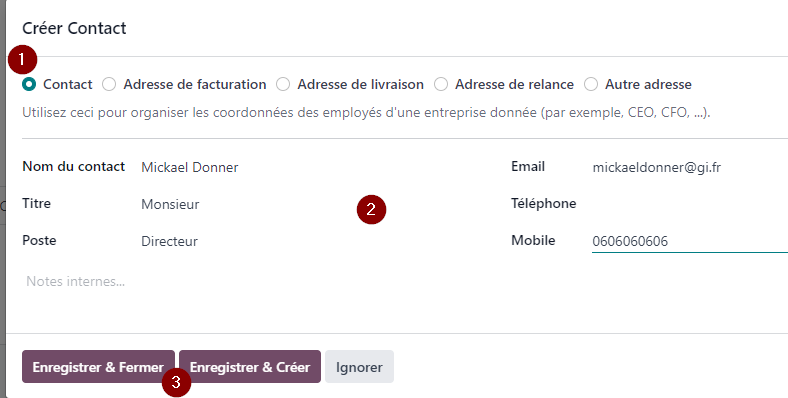 Créer Contact
1
Contact Adresse de facturation Adresse de livraison Adresse de relance Autre adresse
Utilisez ceci pour organiser les coordonnées des employés d'une entreprise donnée (par exemple, CEO, CFO, ...).
Nom du contact Mickael Donner Email mickaeldonner@gi.fr
Titre Monsieur 2 Téléphone
Poste Directeur Mobile 0606060606
Notes internes...
Enregistrer & Fermer Enregistrer & Créer Ignorer
3